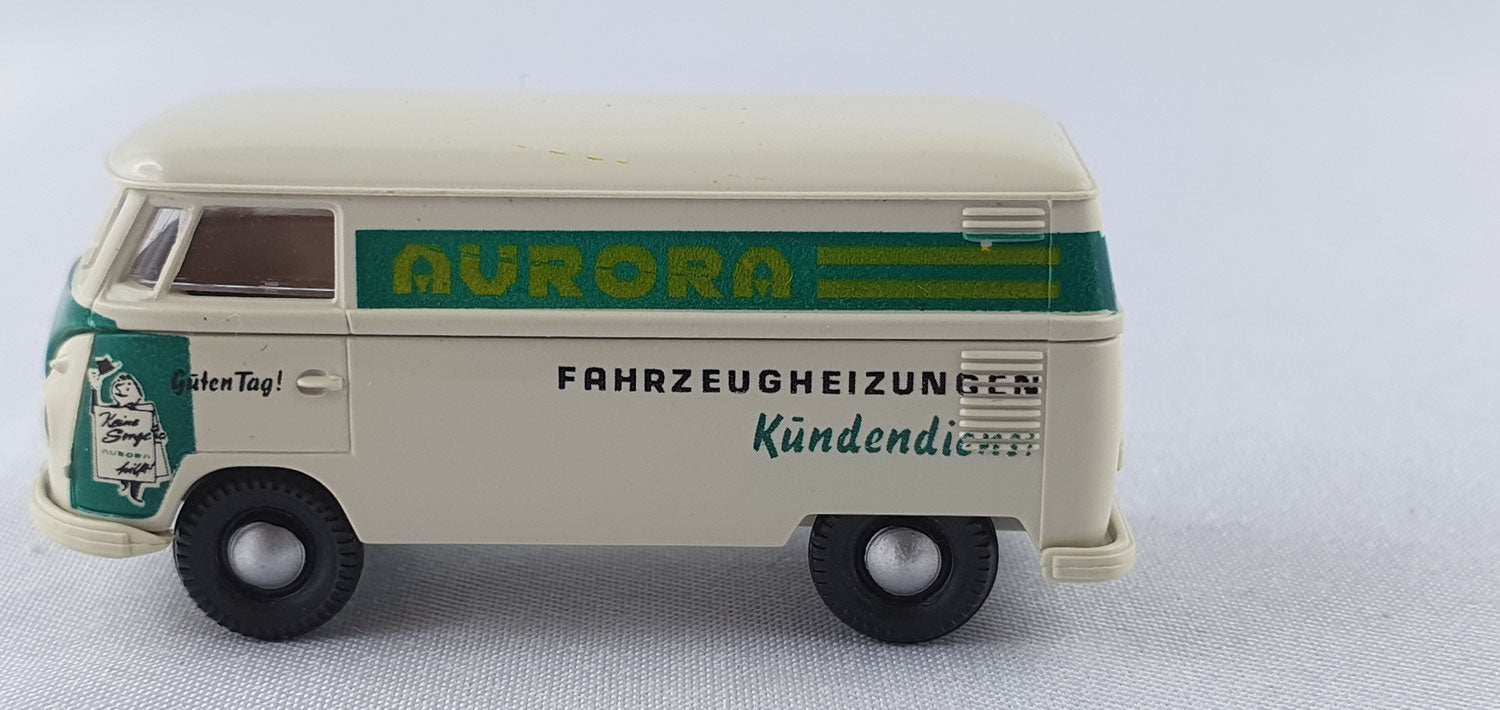 AURORA
Guten Tag!
Keine
Sorge
AURORA
hilft!
FAHRZEUGHEIZUNGEN
Kundendienst